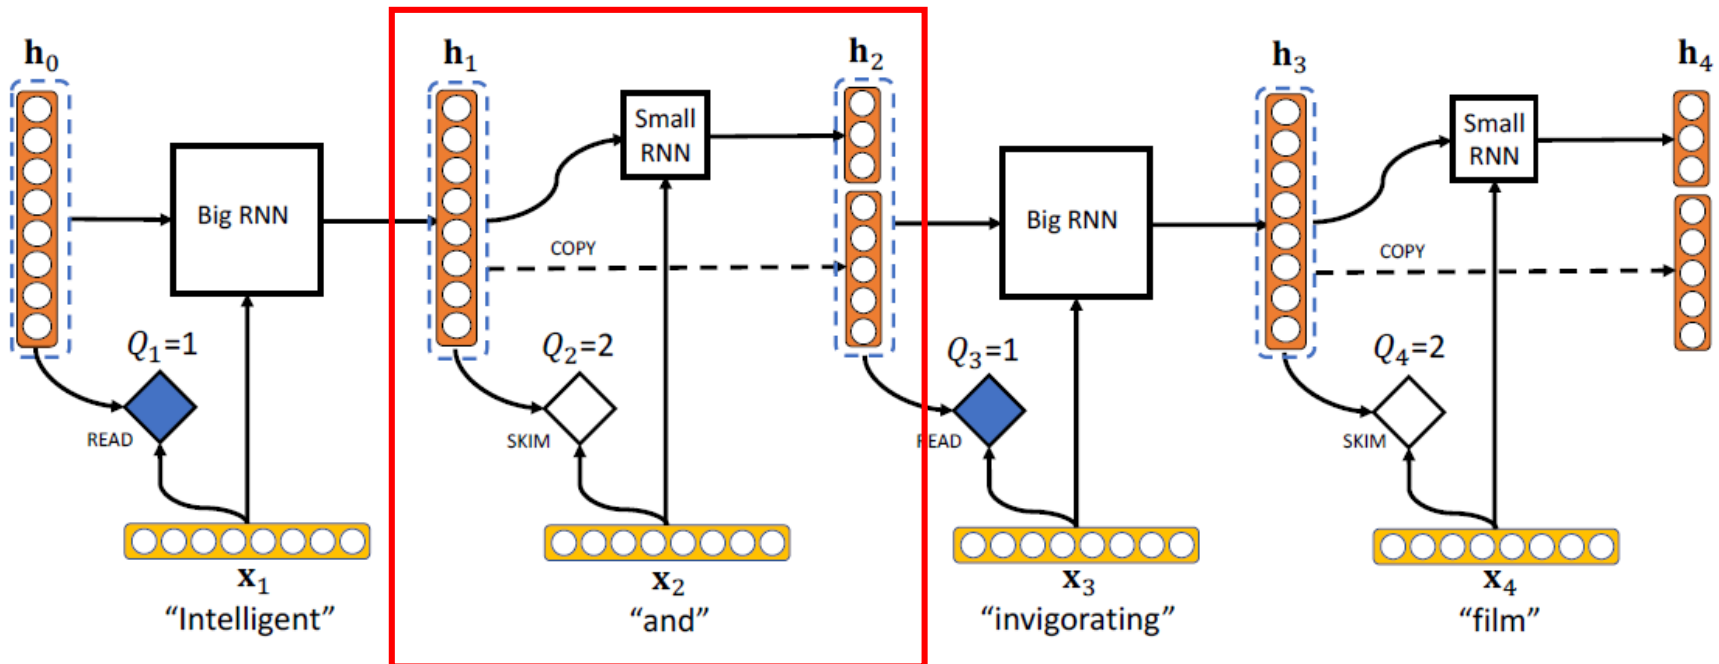 h₀
h₁
h₂
h₃
h₄
Big RNN
Small
RNN
Big RNN
Small
RNN
COPY
COPY
Q₁=1
Q₂=2
Q₃=1
Q₄=2
READ
SKIM
READ
SKIM
x₁
x₂
x₃
x₄
“Intelligent”
“and”
“invigorating”
“film”